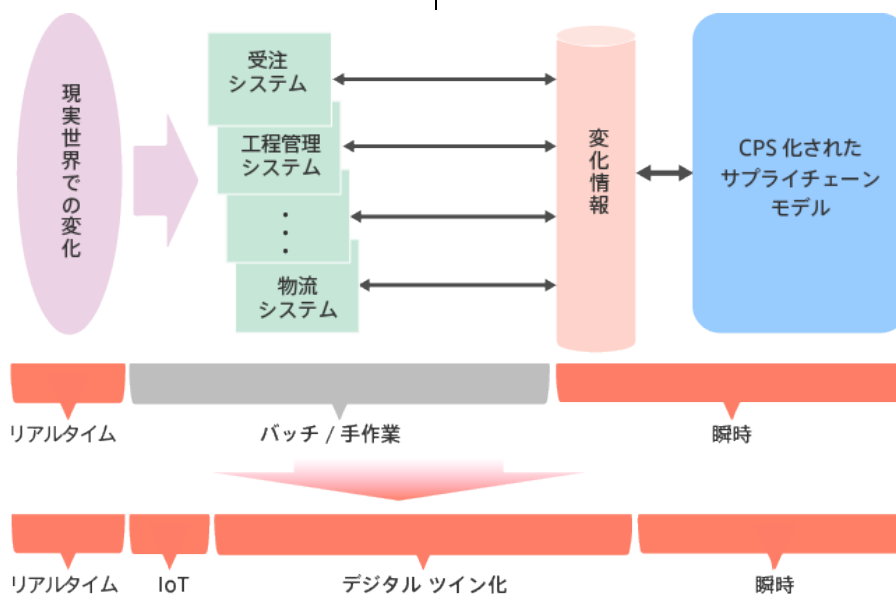 現実世界での変化
受注
システム
工程管理
システム
・
・
・
物流
システム
変化情報
CPS 化された
サプライチェーン
モデル
リアルタイム
バッチ / 手作業
瞬時
リアルタイム
IoT
デジタル ツイン化
瞬時